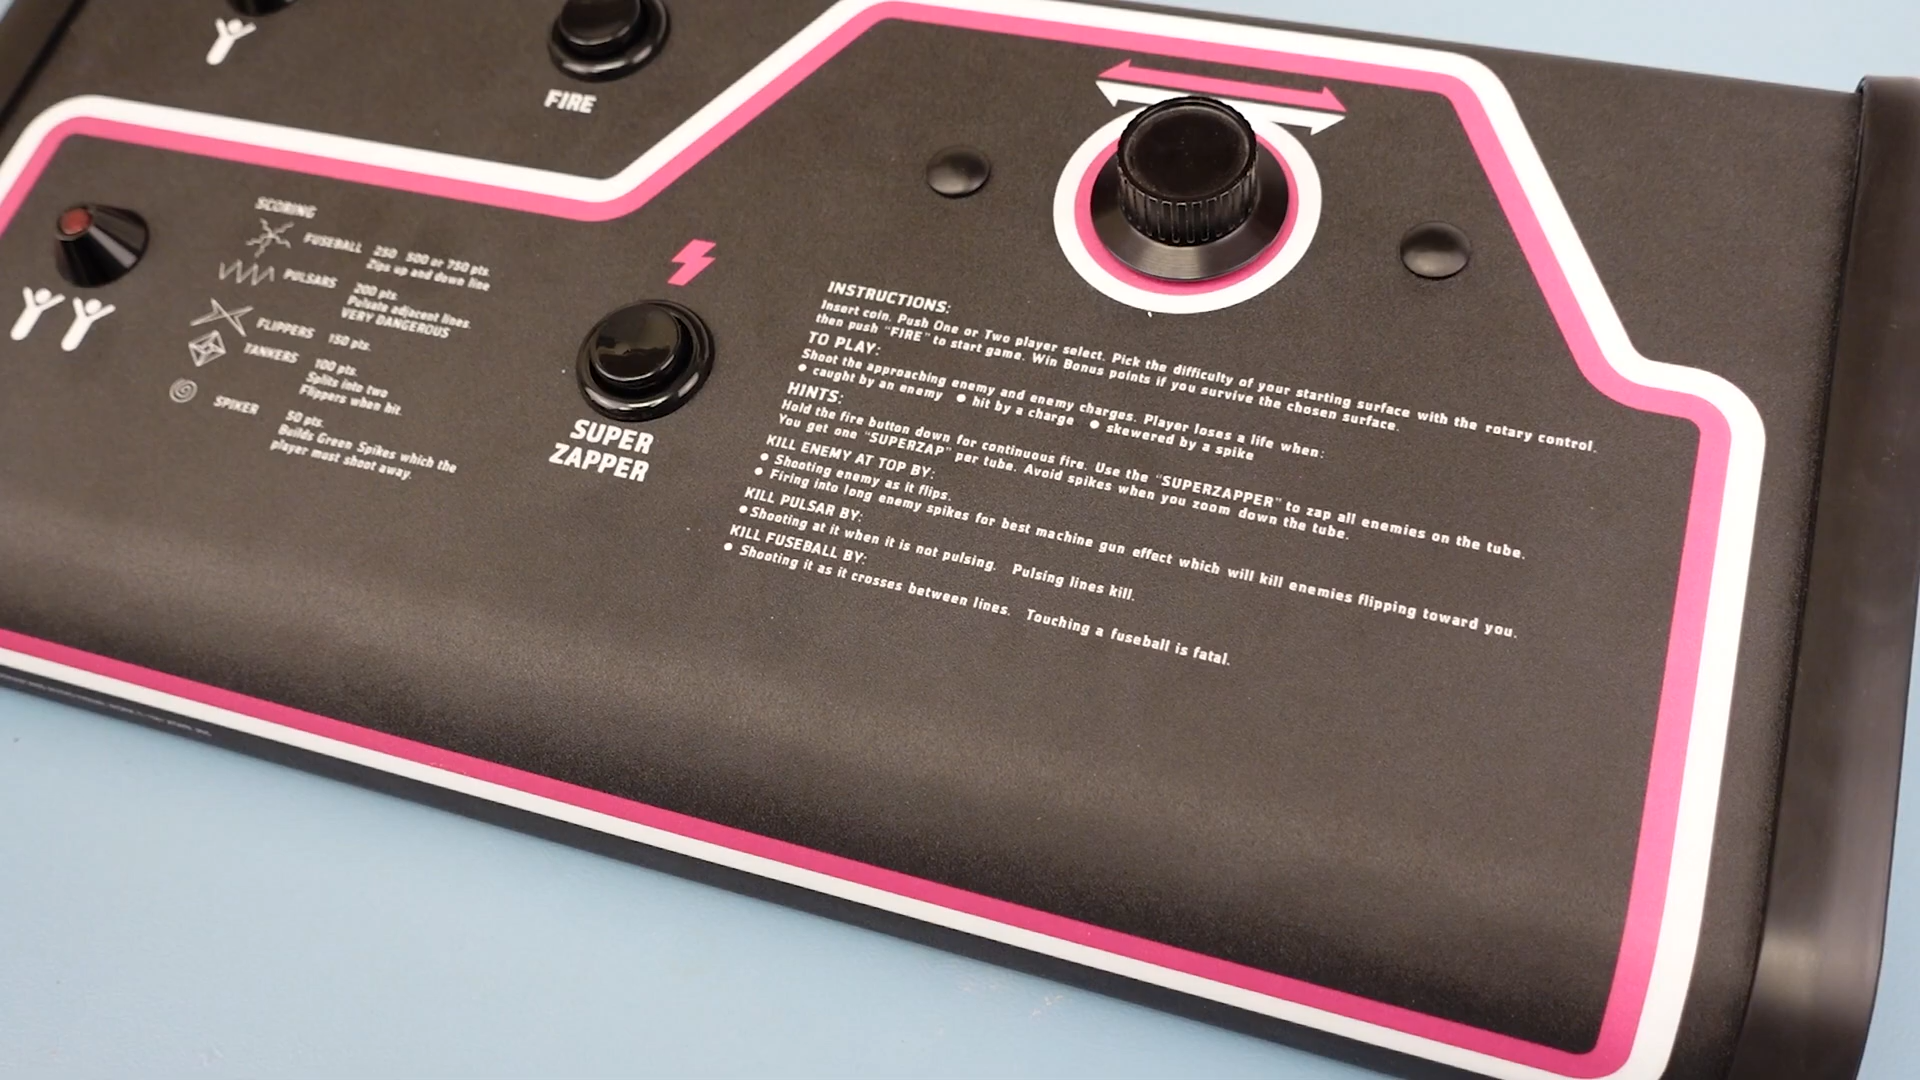 FIRE
SCORING
FUSEBALL 250 500 or 750 pts.
Zips up and down line
PULSARS 200 pts.
Pulsate adjacent lines.
VERY DANGEROUS
FLIPPERS 150 pts.
TANKERS 100 pts.
Splits into two
Flippers when hit.
SPIKER 50 pts.
Builds Green Spikes which the
player must shoot away.
SUPER
ZAPPER
INSTRUCTIONS:
Insert coin. Push One or Two player select. Pick the difficulty of your starting surface with the rotary control,
then push "FIRE" to start game. Win Bonus points if you survive the chosen surface.
TO PLAY:
Shoot the approaching enemy and enemy charges. Player loses a life when:
● caught by an enemy ● hit by a charge ● skewered by a spike
HINTS:
Hold the fire button down for continuous fire. Use the "SUPERZAPPER" to zap all enemies on the tube.
You get one "SUPERZAP" per tube. Avoid spikes when you zoom down the tube.
KILL ENEMY AT TOP BY:
● Shooting enemy as it flips.
● Firing into long enemy spikes for best machine gun effect which will kill enemies flipping toward you.
KILL PULSAR BY:
● Shooting at it when it is not pulsing. Pulsing lines kill.
KILL FUSEBALL BY:
● Shooting it as it crosses between lines. Touching a fuseball is fatal.